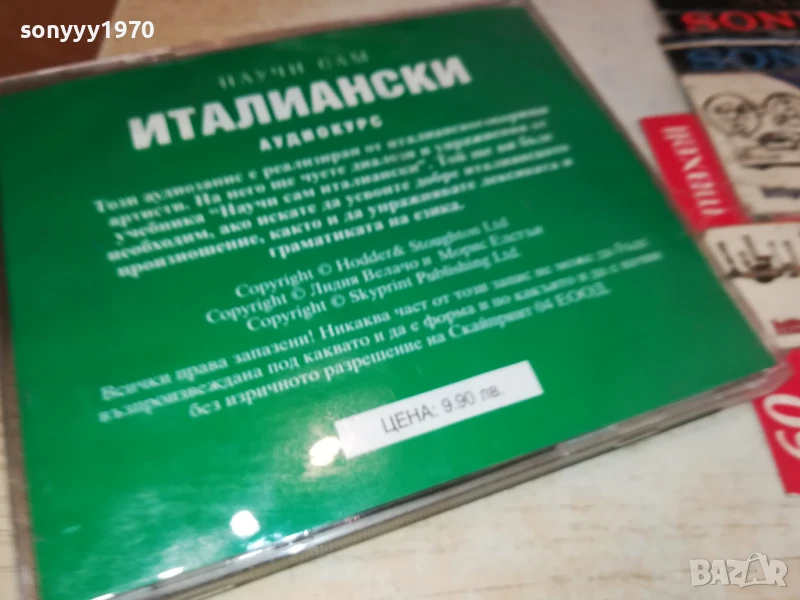 sonyyy1970
НАУЧИ САМ
ИТАЛИАНСКИ
АУДИОКУРС
Този аудиозапис е реализиран от италианскоговорящи
артисти. На него ще чуете диалози и упражнения от
учебника "Научи сам италиански". Той ще ви бъде
необходим, ако искате да усвоите добре италианското
произношение, както и да упражнявате лексиката и
граматиката на езика.
Copyright © Hodder& Stoughton Ltd
Copyright © Лидия Велачо и Морис Елстън
Copyright © Skyprint Publishing Ltd.
Всички права запазени! Никаква част от този запис не може да бъде
възпроизвеждана под каквато и да е форма и по какъвто и да е начин
без изричното разрешение на Скайпринт 04 ЕООД.
ЦЕНА: 9.90 лв.
SONY
60
BAZAR